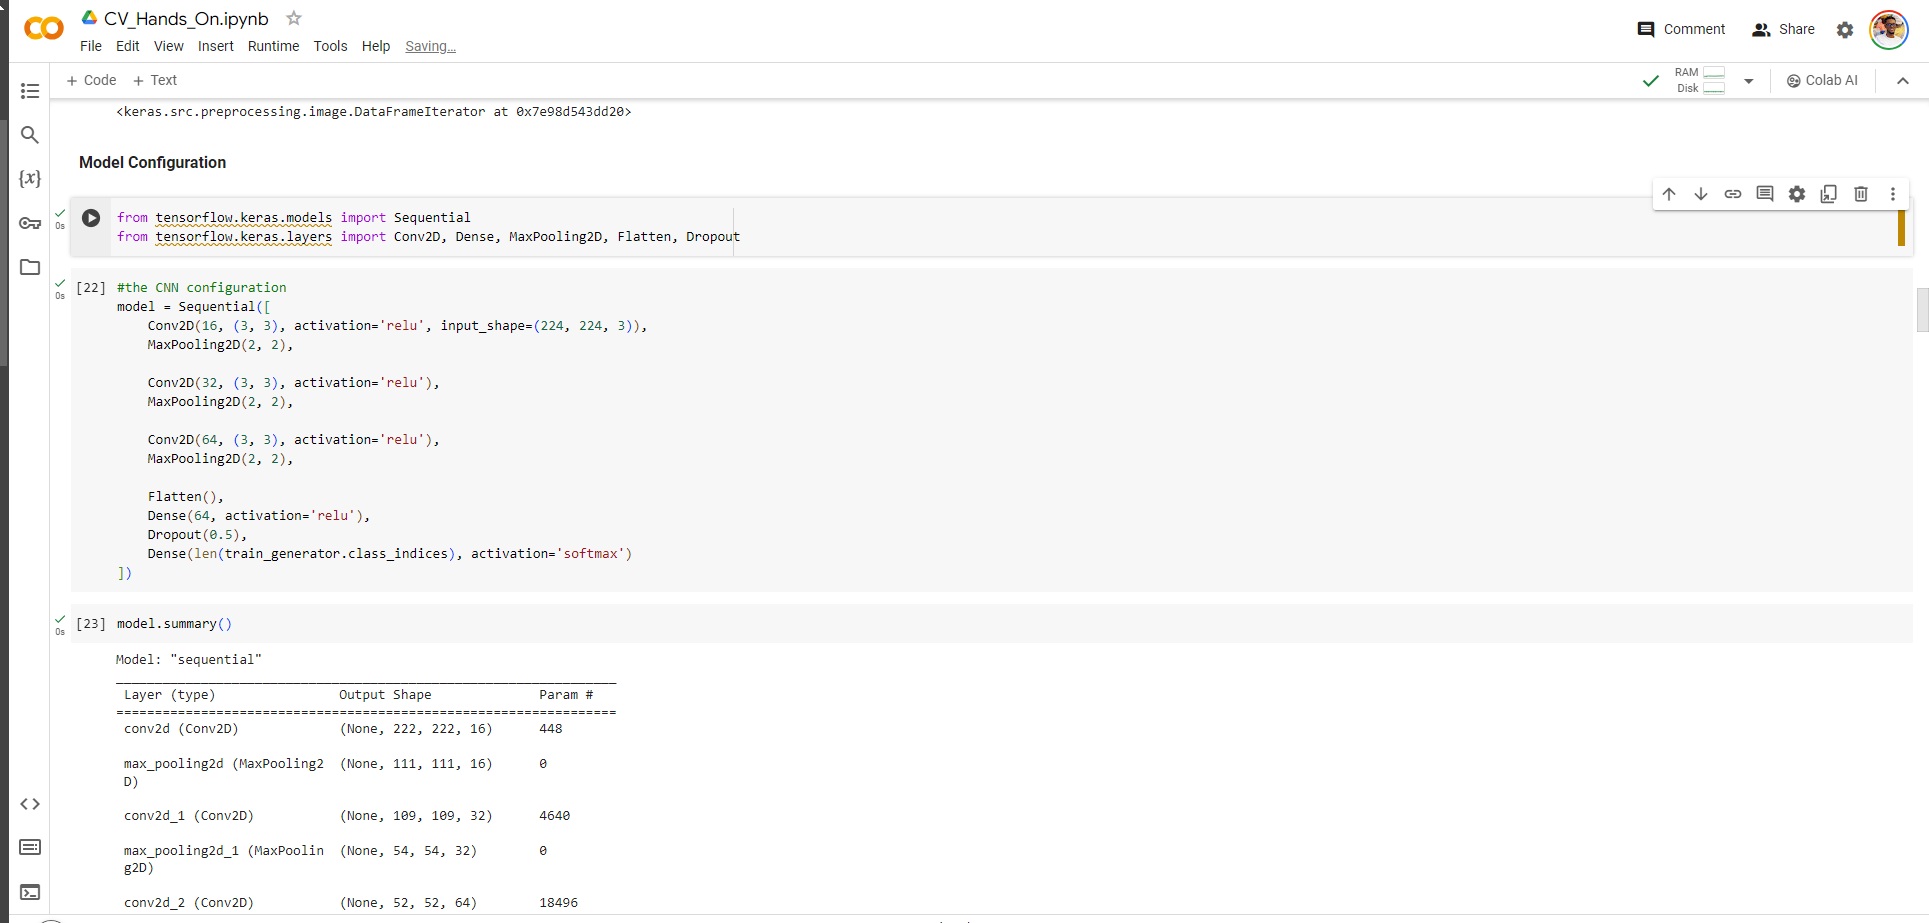 CV_Hands_On.ipynb
File Edit View Insert Runtime Tools Help Saving...
Comment
Share
+ Code + Text
RAM
Disk
Colab AI
<keras.src.preprocessing.image.DataFrameIterator at 0x7e98d543dd20>
Model Configuration
0s
from tensorflow.keras.models import Sequential
from tensorflow.keras.layers import Conv2D, Dense, MaxPooling2D, Flatten, Dropout
0s
[22] #the CNN configuration
model = Sequential([
Conv2D(16, (3, 3), activation='relu', input_shape=(224, 224, 3)),
MaxPooling2D(2, 2),
Conv2D(32, (3, 3), activation='relu'),
MaxPooling2D(2, 2),
Conv2D(64, (3, 3), activation='relu'),
MaxPooling2D(2, 2),
Flatten(),
Dense(64, activation='relu'),
Dropout(0.5),
Dense(len(train_generator.class_indices), activation='softmax')
])
0s
[23] model.summary()
Model: "sequential"
Layer (type) Output Shape Param #
=================================================================
conv2d (Conv2D) (None, 222, 222, 16) 448
max_pooling2d (MaxPooling2 (None, 111, 111, 16) 0
D)
conv2d_1 (Conv2D) (None, 109, 109, 32) 4640
max_pooling2d_1 (MaxPoolin (None, 54, 54, 32) 0
g2D)
conv2d_2 (Conv2D) (None, 52, 52, 64) 18496